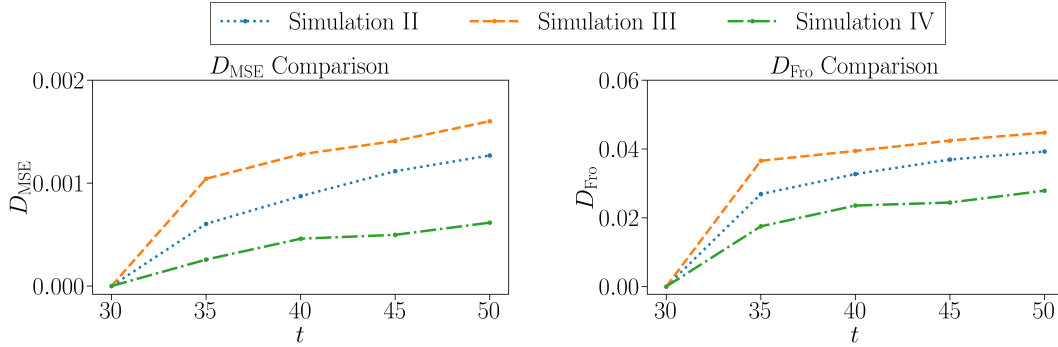 Simulation II Simulation III Simulation IV
D_MSE Comparison
0.002
0.001
0.000
D_MSE
30 35 40 45 50
t
D_Fro Comparison
0.06
0.04
0.02
0.00
D_Fro
30 35 40 45 50
t